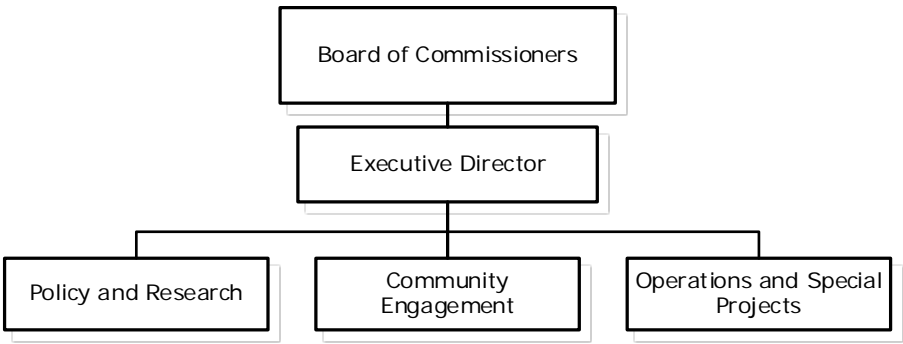 Board of Commissioners
Executive Director
Policy and Research
Community
Engagement
Operations and Special
Projects